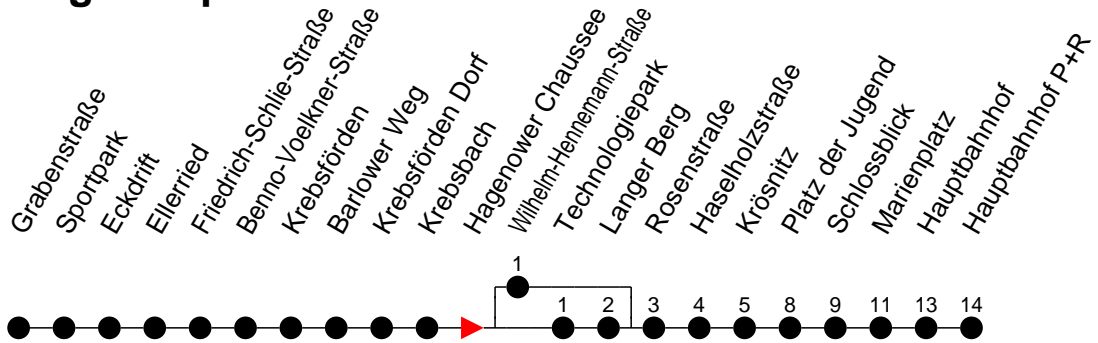 Grabenstraße
Sportpark
Eckdrift
Ellerried
Friedrich-Schlie-Straße
Benno-Voelkner-Straße
Krebsförden
Barlower Weg
Krebsförden Dorf
Krebsbach
Hagenower Chaussee
Wilhelm-Hennemann-Straße
Technologiepark
Langer Berg
Rosenstraße
Haselholzstraße
Krösnitz
Platz der Jugend
Schlossblick
Marienplatz
Hauptbahnhof
Hauptbahnhof P+R
1
1 2 3 4 5 8 9 11 13 14